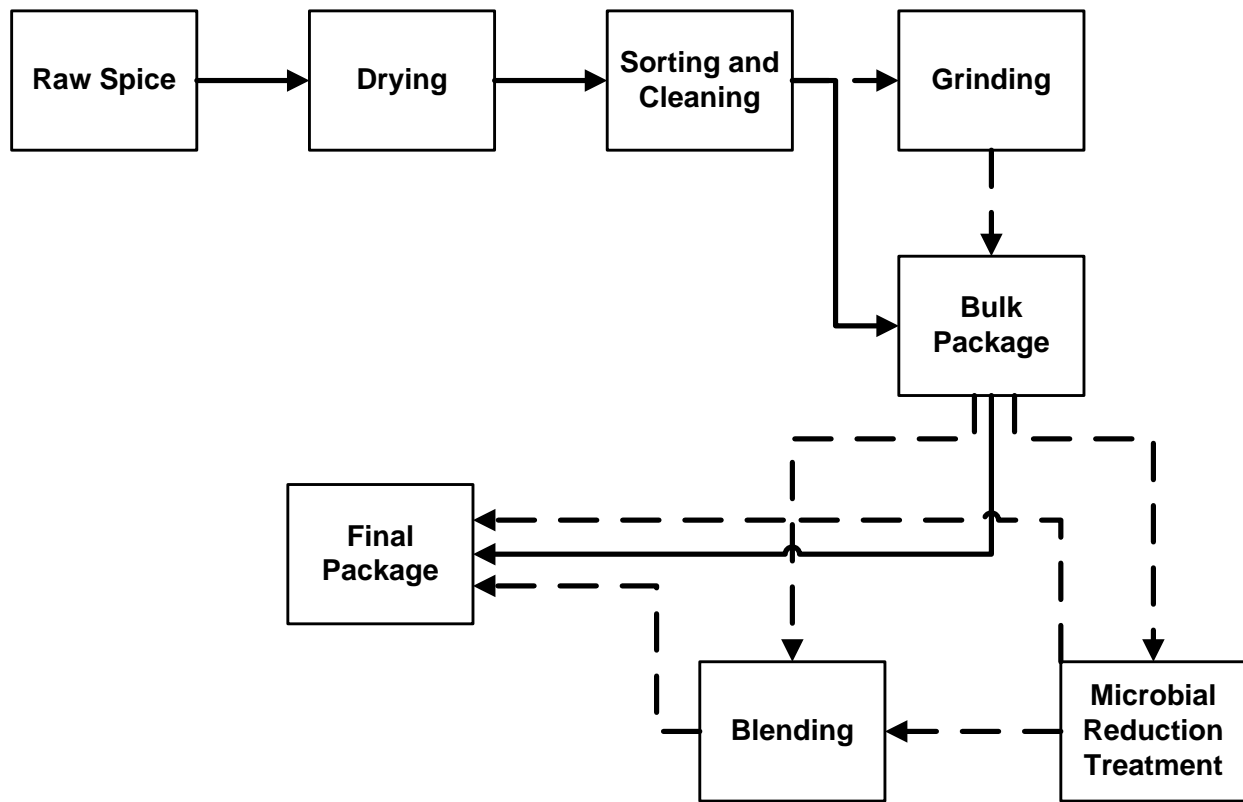 Raw Spice
Drying
Sorting and
Cleaning
Grinding
Bulk
Package
Final
Package
Blending
Microbial
Reduction
Treatment